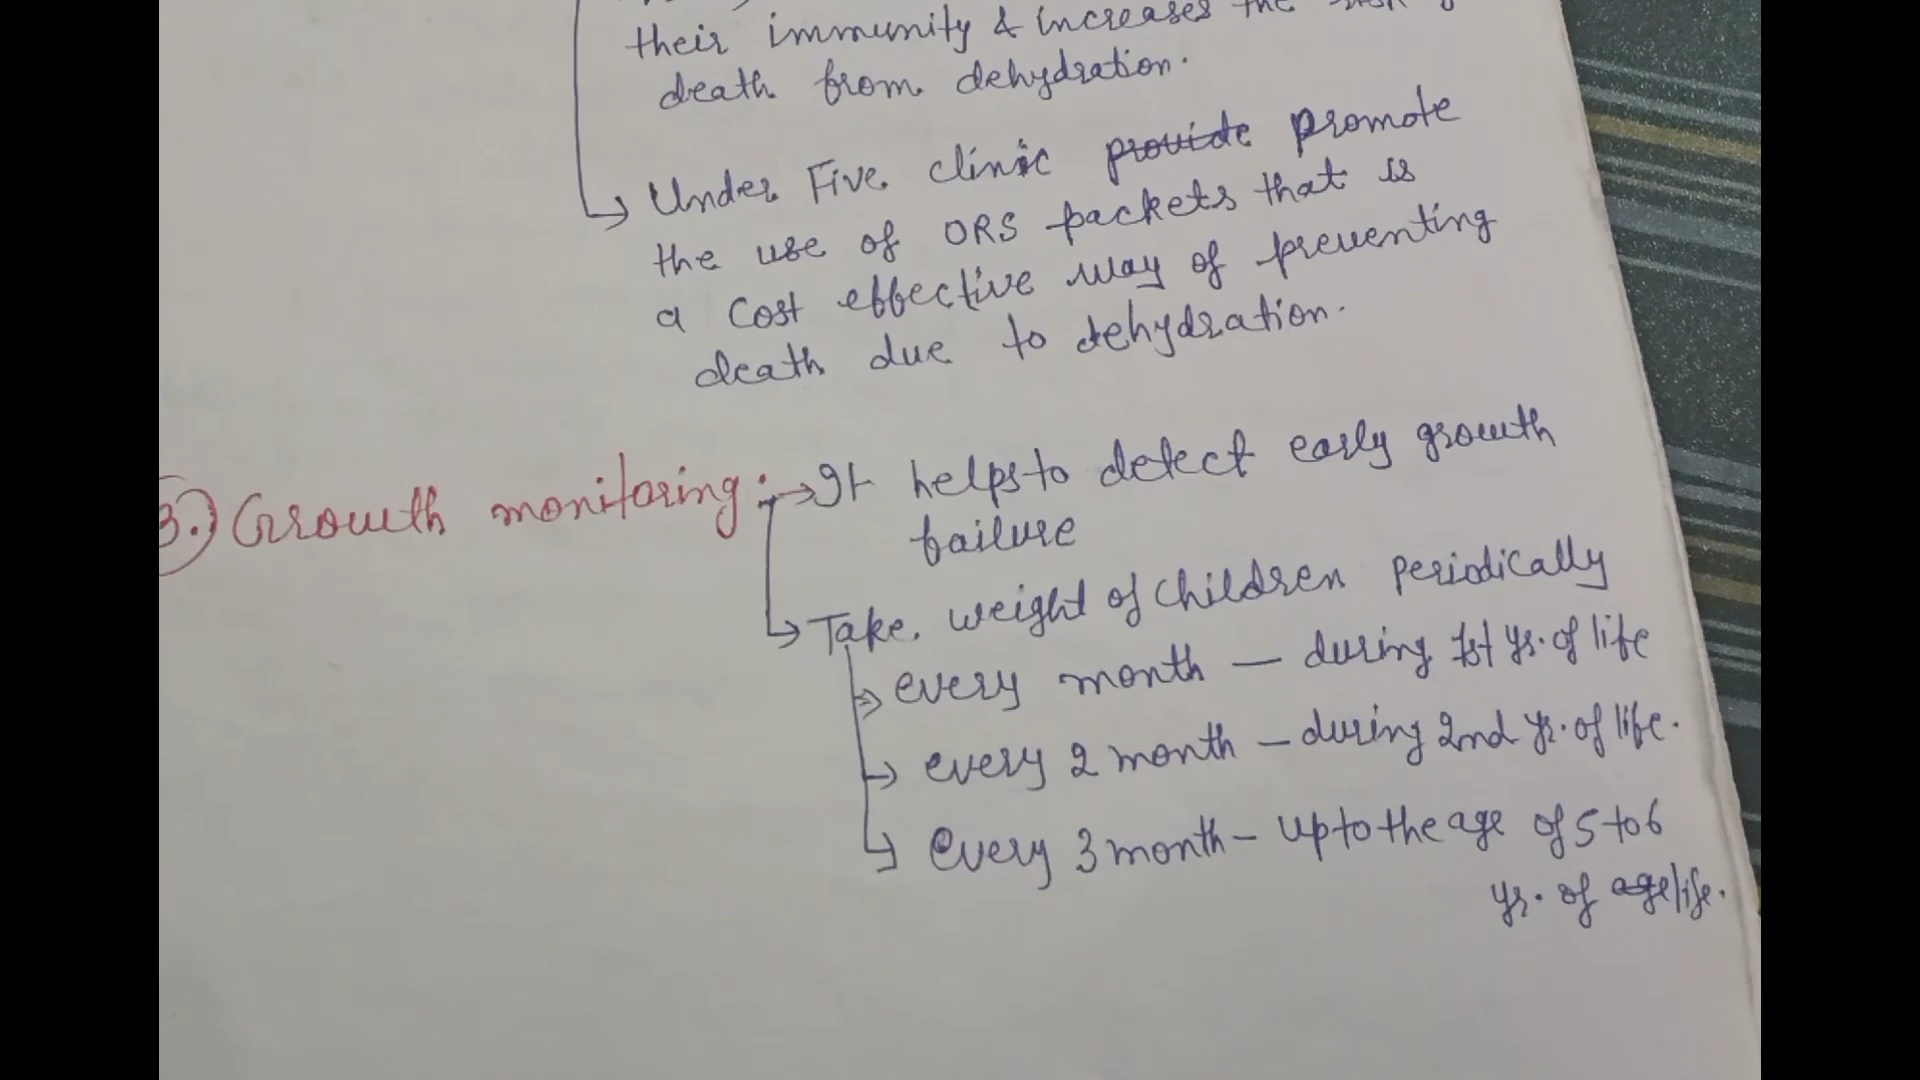 their immunity & increases the risk
death from dehydration.
→ Under Five clinic provide promote
the use of ORS packets that is
a cost effective way of preventing
death due to dehydration.
3.) Growth monitoring :→ It helps to detect early growth
failure
→ Take weight of children periodically
→ every month – during 1st yr. of life
→ every 2 month – during 2nd yr. of life.
→ every 3 month – up to the age of 5 to 6
yr. of age life.